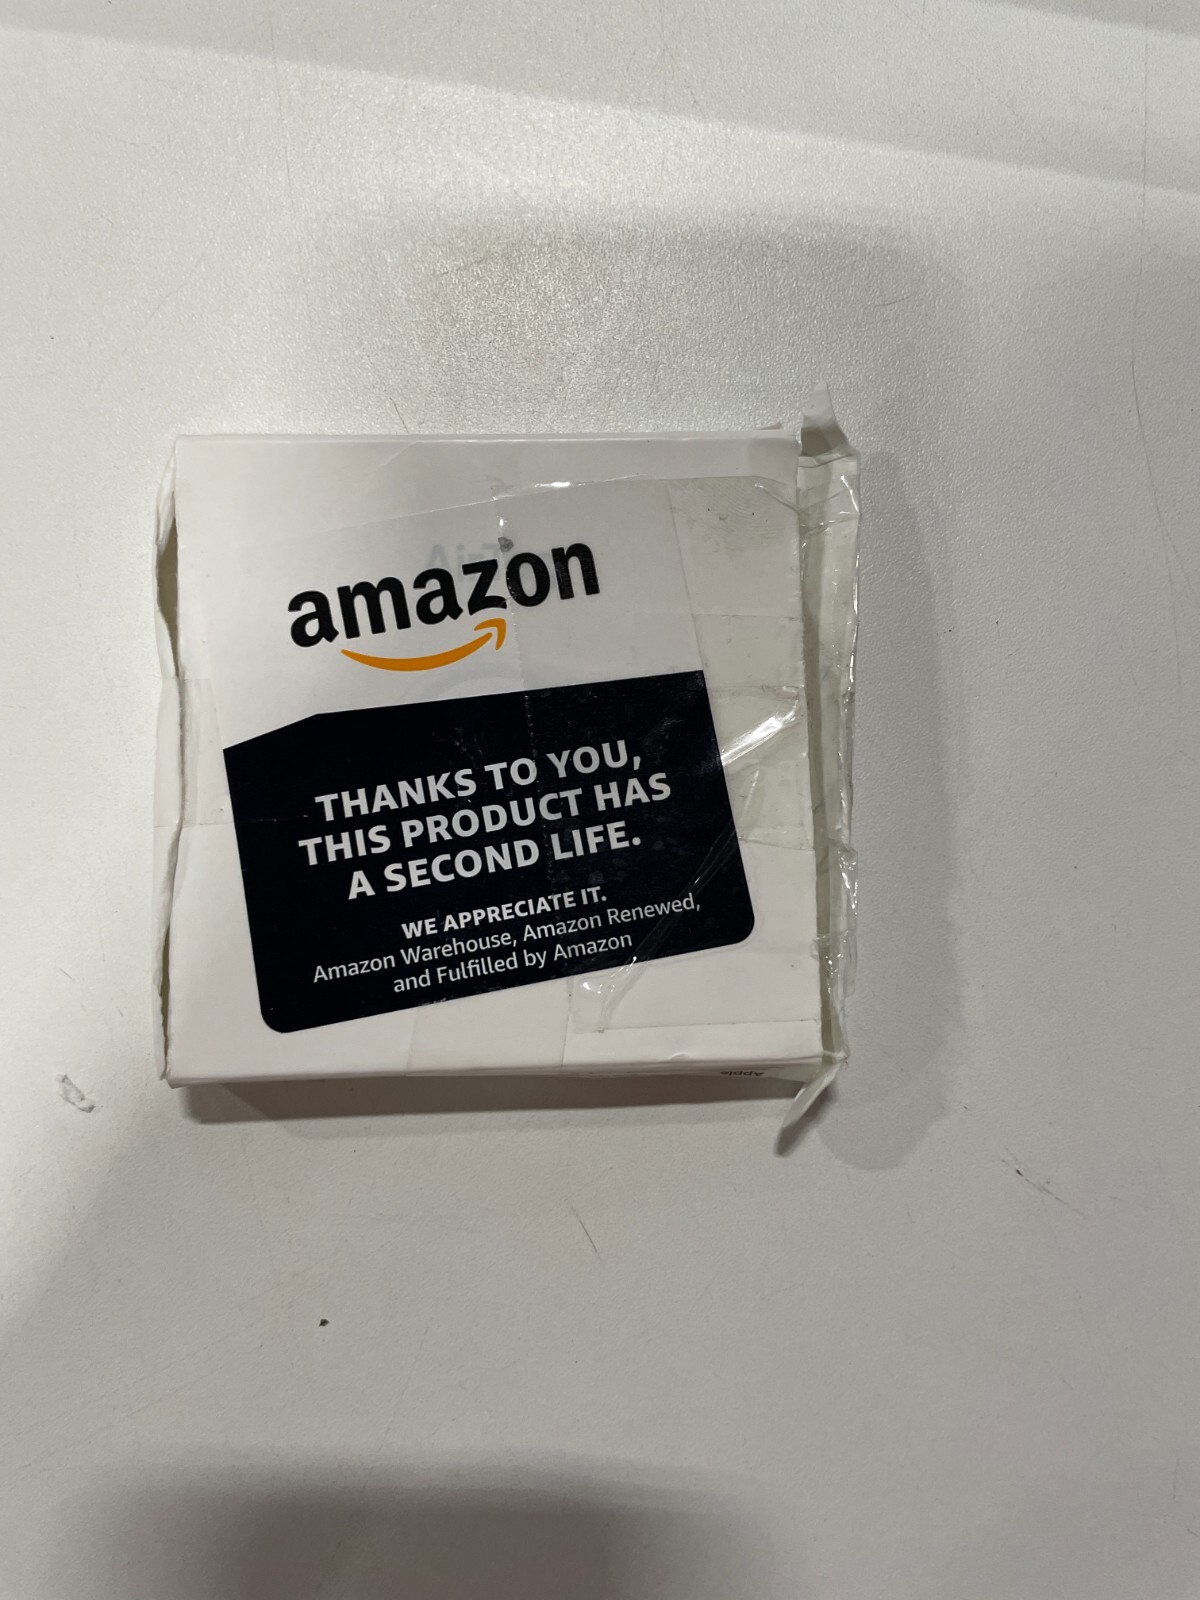 amazon
THANKS TO YOU,
THIS PRODUCT HAS
A SECOND LIFE.
WE APPRECIATE IT.
Amazon Warehouse, Amazon Renewed,
and Fulfilled by Amazon
Apple